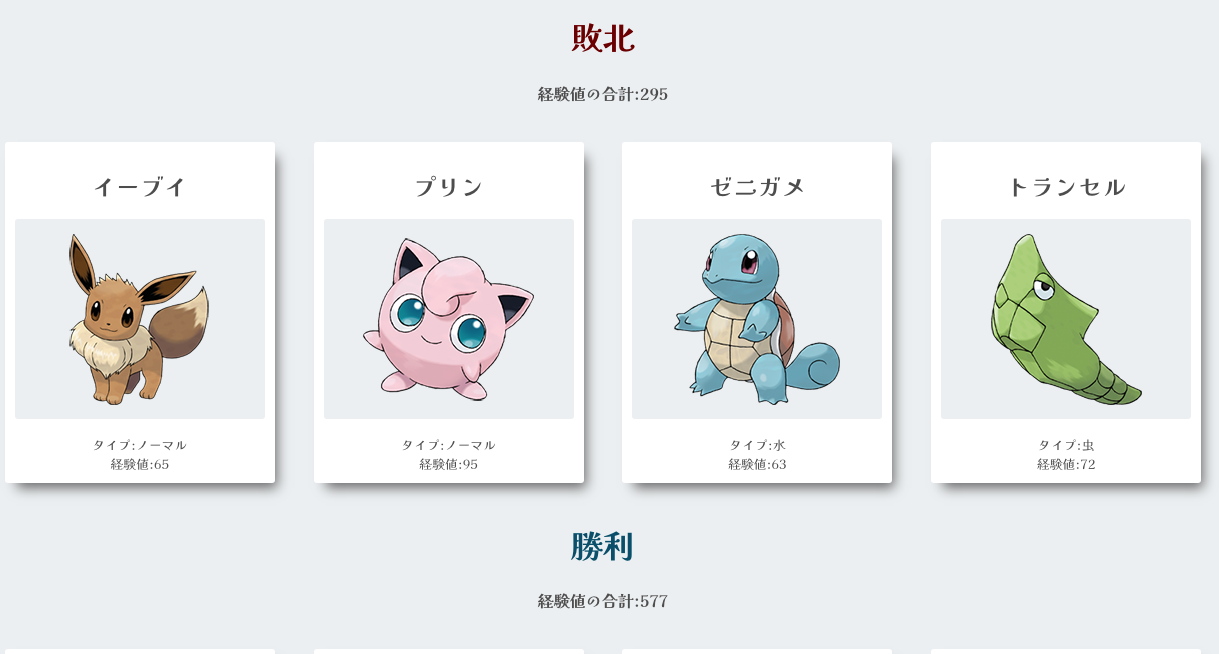 敗北
経験値の合計:295
イーブイ
プリン
ゼニガメ
トランセル
タイプ:ノーマル
経験値:65
タイプ:ノーマル
経験値:95
タイプ:水
経験値:63
タイプ:虫
経験値:72
勝利
経験値の合計:577